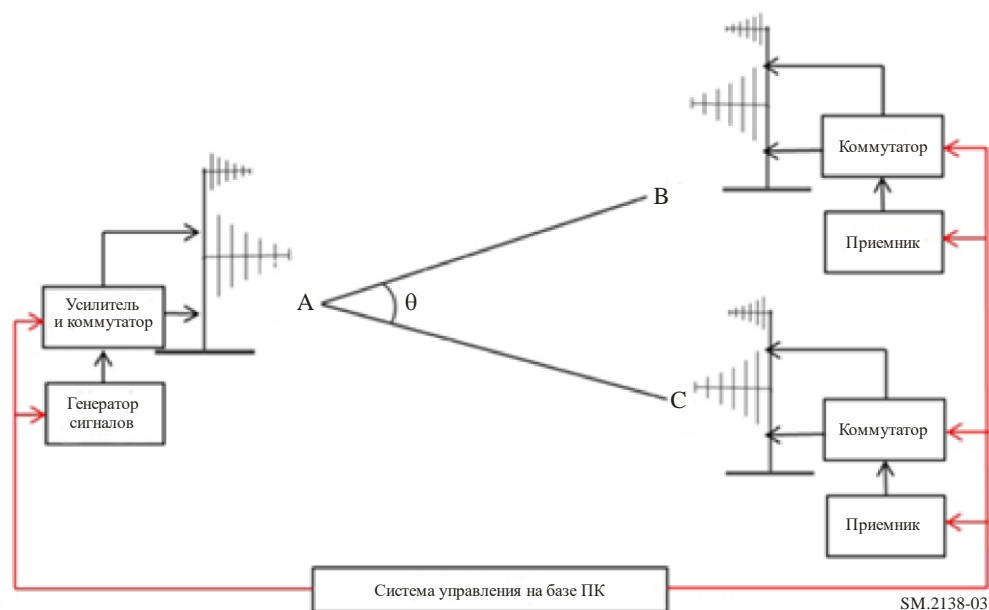 Коммутатор
Приемник
B
A
θ
C
Усилитель
и коммутатор
Генератор
сигналов
Коммутатор
Приемник
Система управления на базе ПК
SM.2138-03